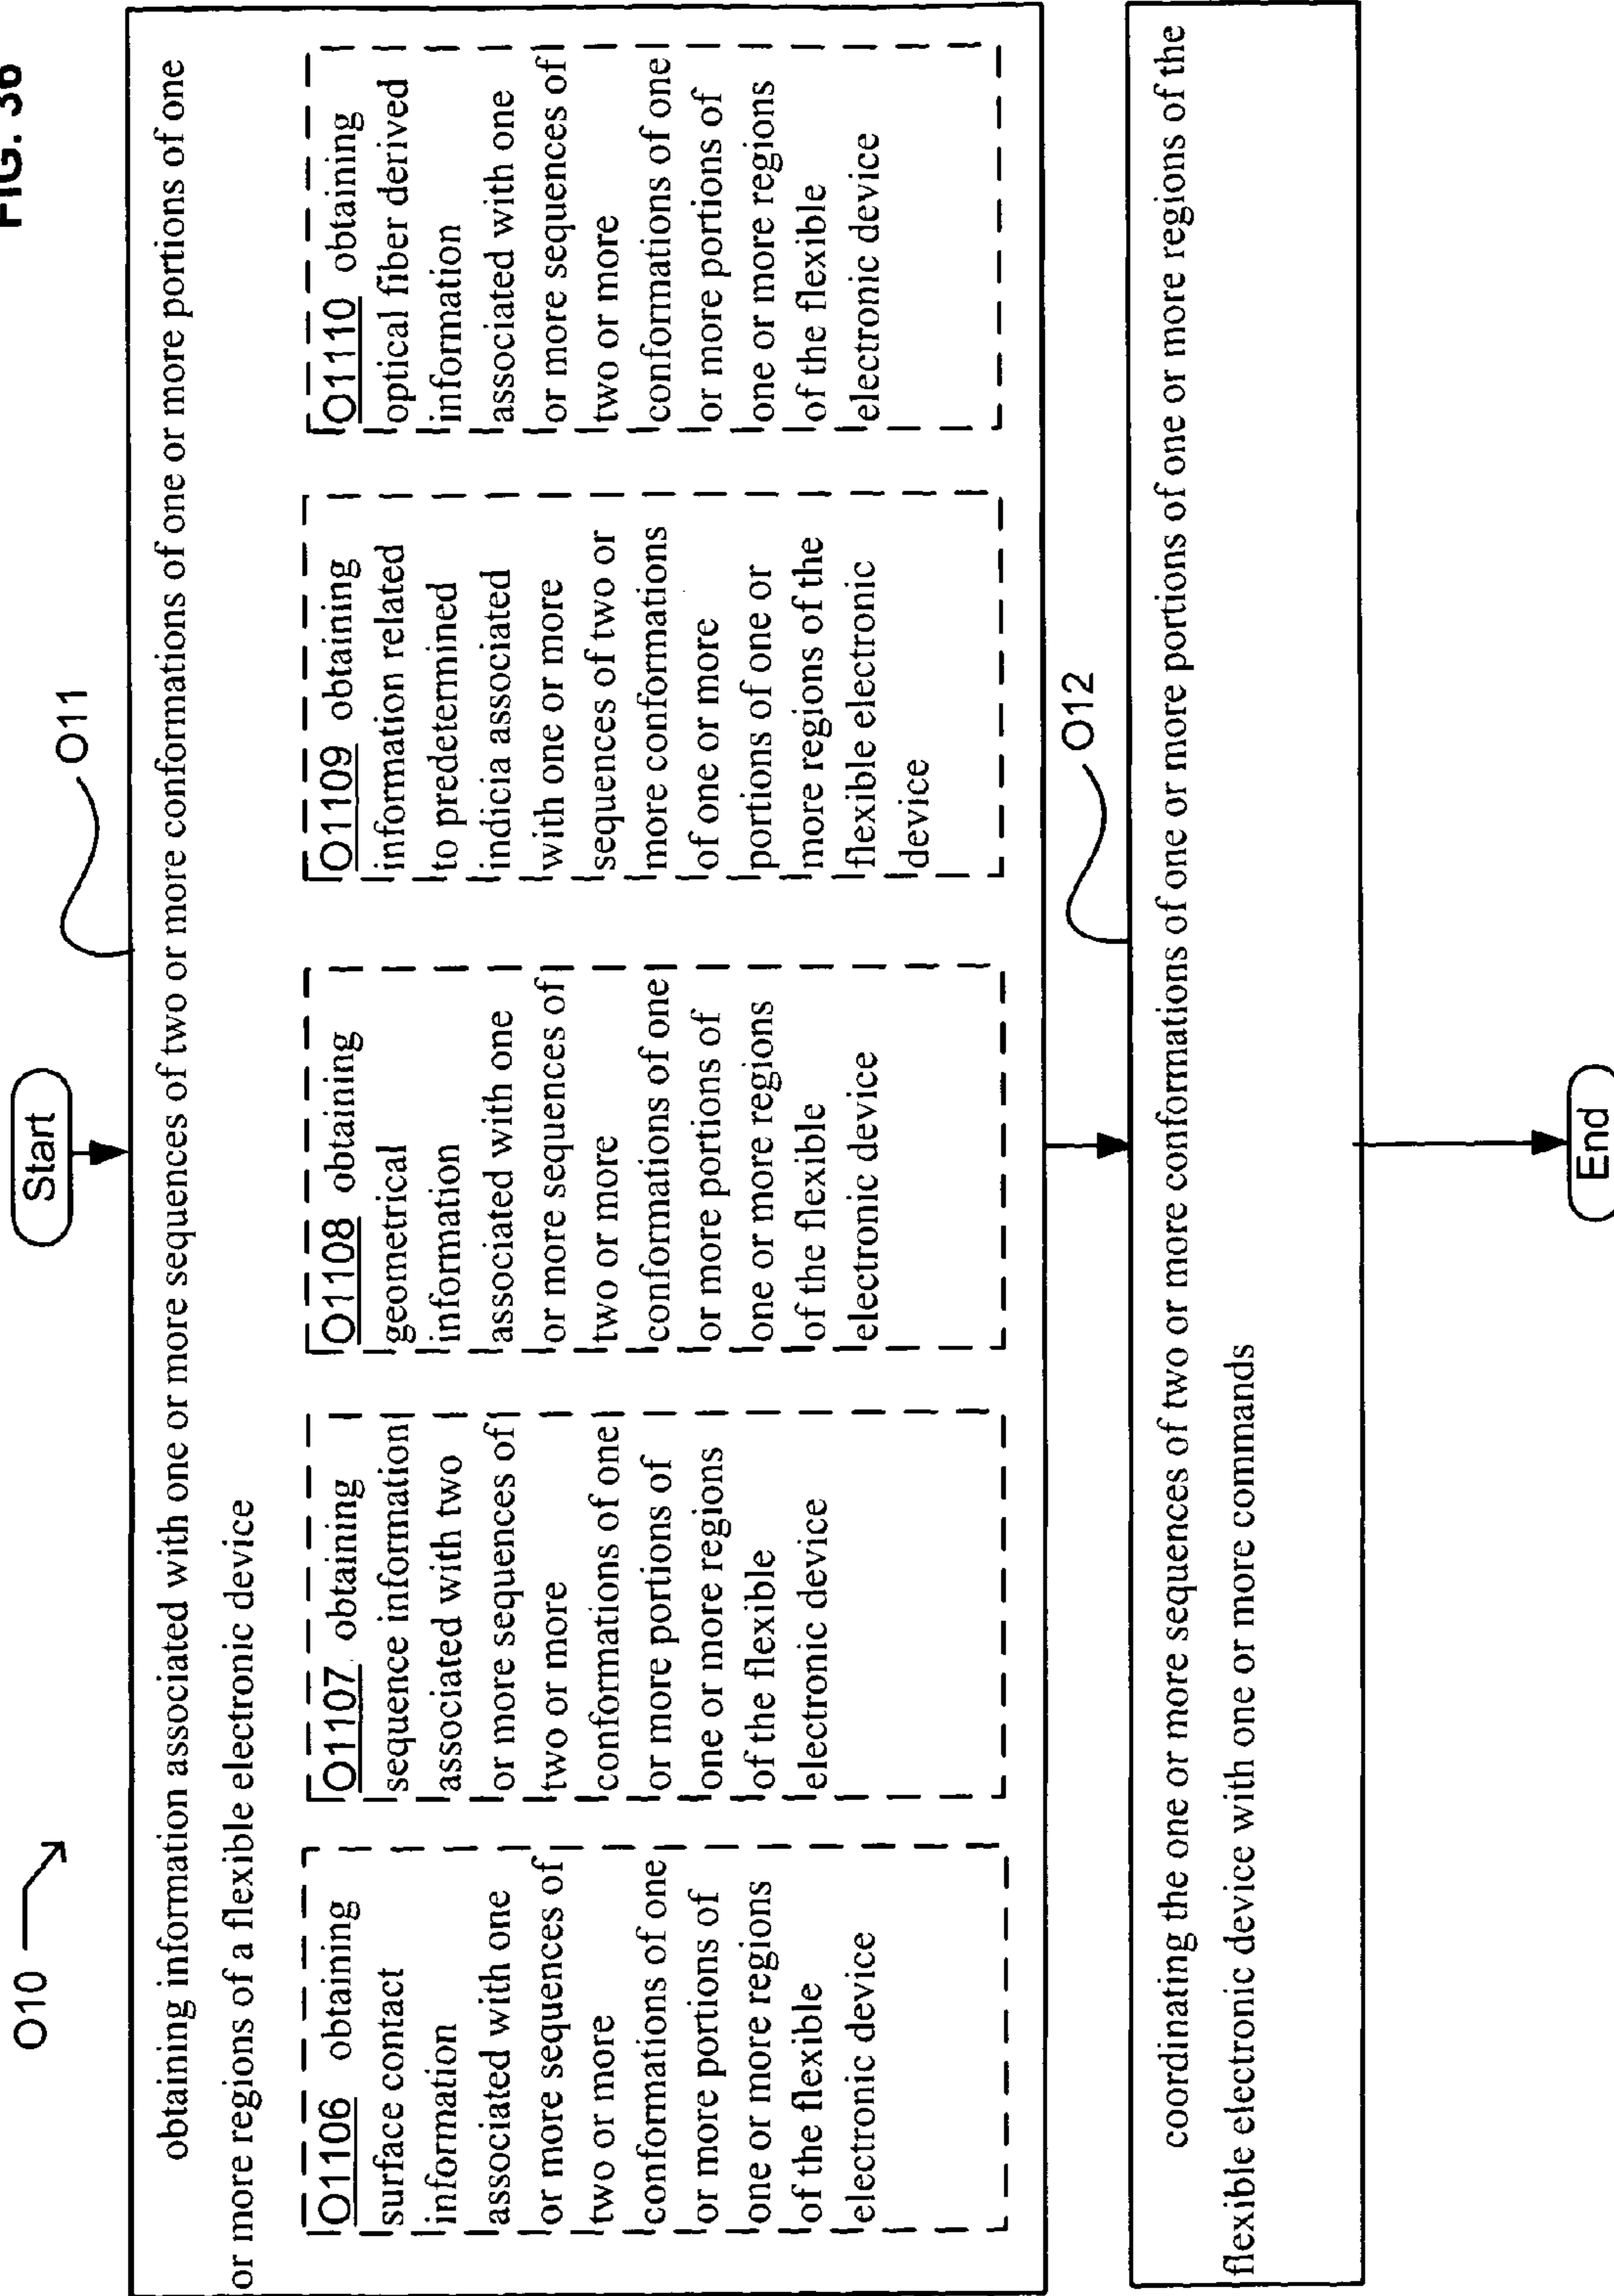 FIG. 36
O10
Start
O11
obtaining information associated with one or more sequences of two or more conformations of one or more portions of one
or more regions of a flexible electronic device
O1106 obtaining
surface contact
information
associated with one
or more sequences of
two or more
conformations of one
or more portions of
one or more regions
of the flexible
electronic device
O1107 obtaining
sequence information
associated with two
or more sequences of
two or more
conformations of one
or more portions of
one or more regions
of the flexible
electronic device
O1108 obtaining
geometrical
information
associated with one
or more sequences of
two or more
conformations of one
or more portions of
one or more regions
of the flexible
electronic device
O1109 obtaining
information related
to predetermined
indicia associated
with one or more
sequences of two or
more conformations
of one or more
portions of one or
more regions of the
flexible electronic
device
O1110 obtaining
optical fiber derived
information
associated with one
or more sequences of
two or more
conformations of one
or more portions of
one or more regions
of the flexible
electronic device
O12
coordinating the one or more sequences of two or more conformations of one or more portions of one or more regions of the
flexible electronic device with one or more commands
End